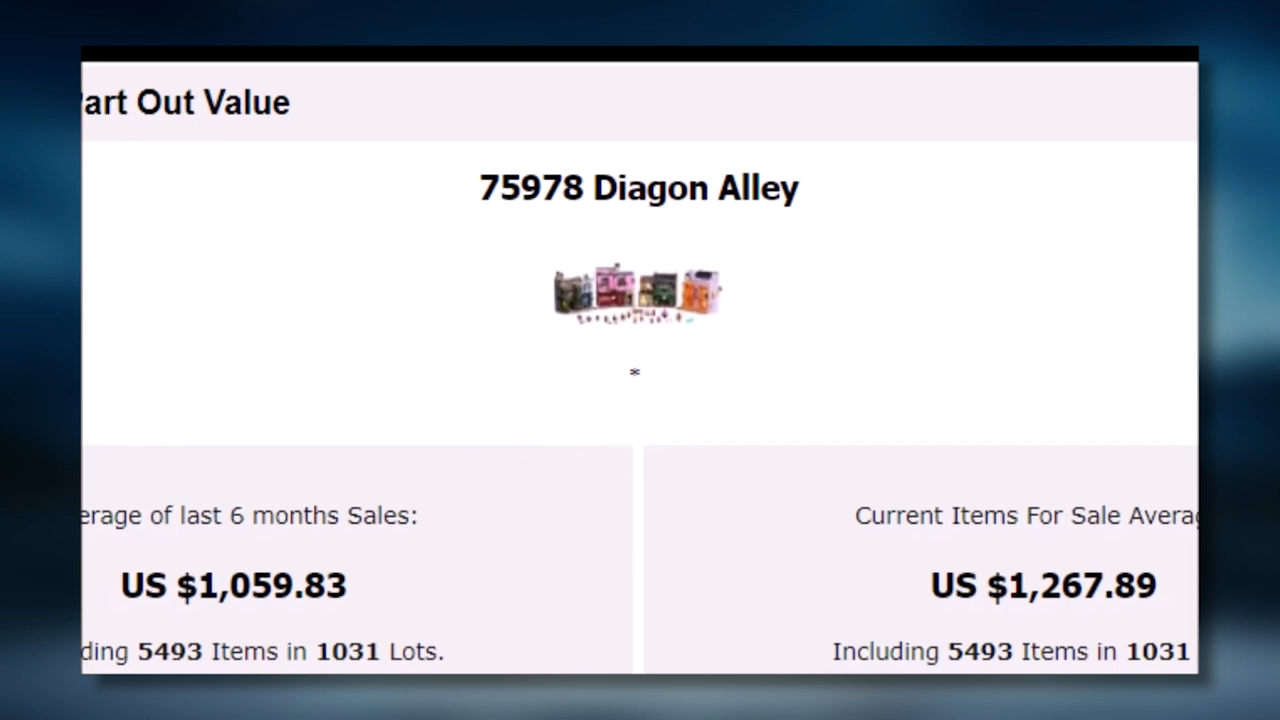 art Out Value
75978 Diagon Alley
*
erage of last 6 months Sales:
US $1,059.83
ding 5493 Items in 1031 Lots.
Current Items For Sale Averag
US $1,267.89
Including 5493 Items in 1031